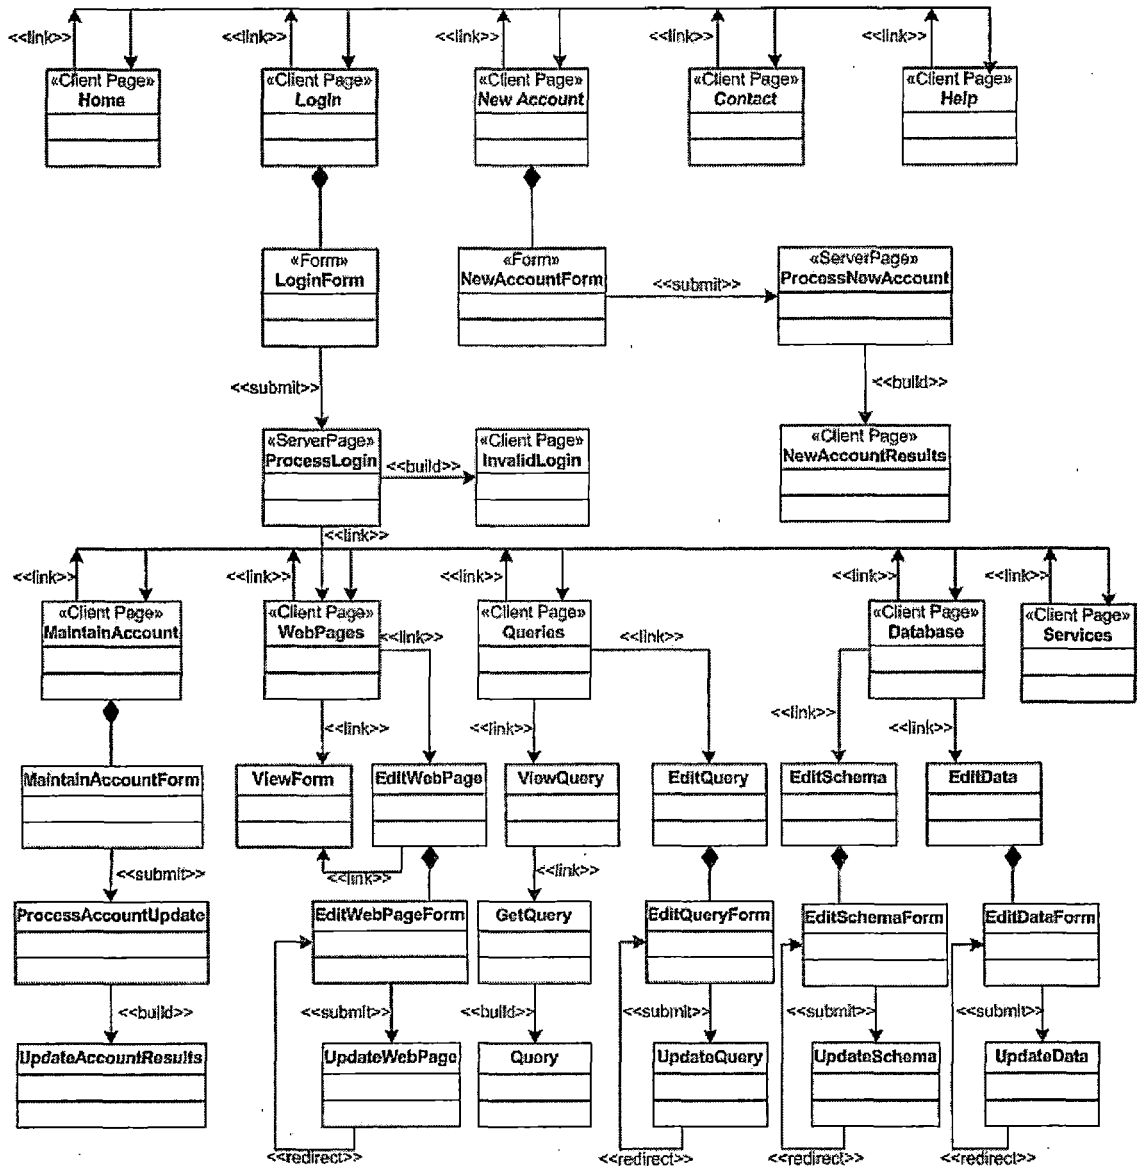 <<link>> <<link>> <<link>> <<link>> <<link>>
«Client Page» «Client Page» «Client Page» «Client Page» «Client Page»
Home Login New Account Contact Help
«Form» «Form» «ServerPage»
LoginForm NewAccountForm ProcessNewAccount
<<submit>>
<<submit>> <<build>>
«ServerPage» «Client Page» «Client Page»
ProcessLogin InvalidLogin NewAccountResults
<<build>>
<<link>>
<<link>> <<link>> <<link>> <<link>> <<link>>
«Client Page» «Client Page» «Client Page» «Client Page» «Client Page»
MaintainAccount WebPages Queries Database Services
<<link>> <<link>>
<<link>> <<link>> <<link>> <<link>>
MaintainAccountForm ViewForm EditWebPage ViewQuery EditQuery EditSchema EditData
<<submit>> <<link>> <<link>>
ProcessAccountUpdate EditWebPageForm GetQuery EditQueryForm EditSchemaForm EditDataForm
<<build>> <<submit>> <<build>> <<submit>> <<submit>> <<submit>>
UpdateAccountResults UpdateWebPage Query UpdateQuery UpdateSchema UpdateData
<<redirect>> <<redirect>> <<redirect>> <<redirect>>